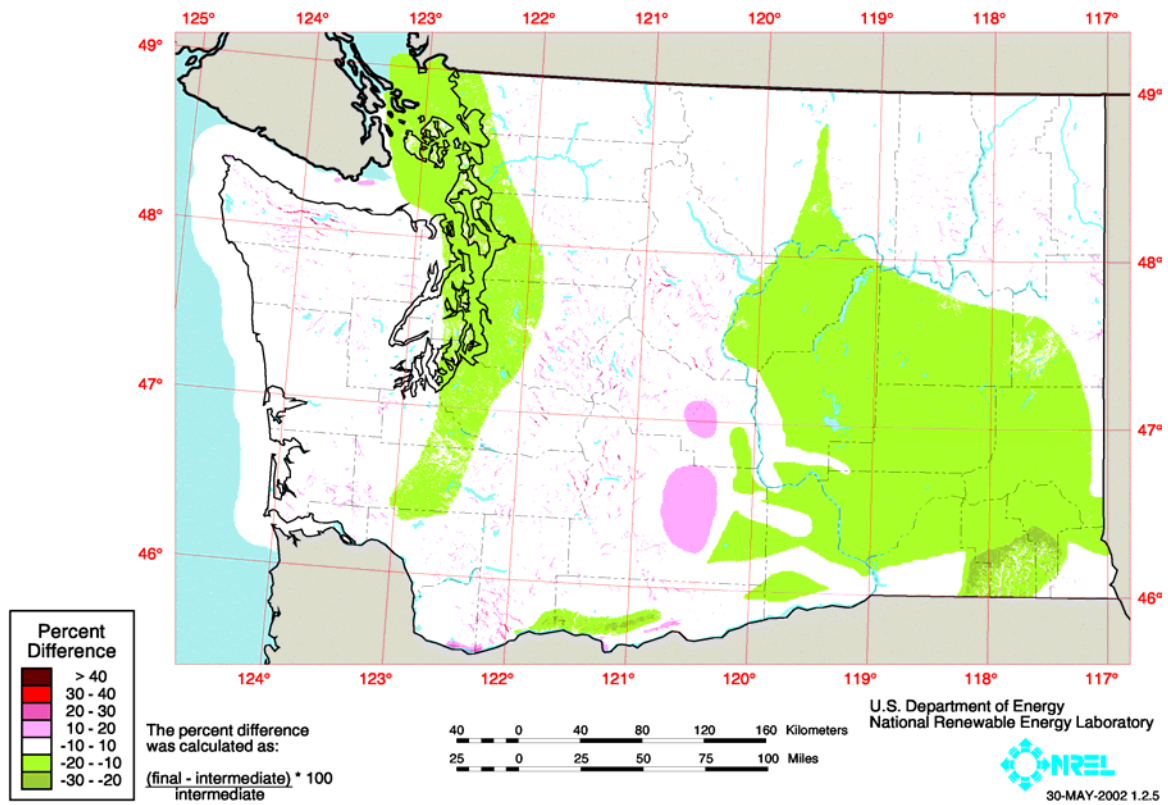 125° 124° 123° 122° 121° 120° 119° 118° 117°
49° 49°
48° 48°
47° 47°
46° 46°
124° 123° 122° 121° 120° 119° 118° 117°
Percent
Difference
> 40
30 - 40
20 - 30
10 - 20
-10 - 10
-20 - -10
-30 - -20
The percent difference
was calculated as:
(final - intermediate) * 100
intermediate
40 0 40 80 120 160 Kilometers
25 0 25 50 75 100 Miles
U.S. Department of Energy
National Renewable Energy Laboratory
NREL
30-MAY-2002 1.2.5